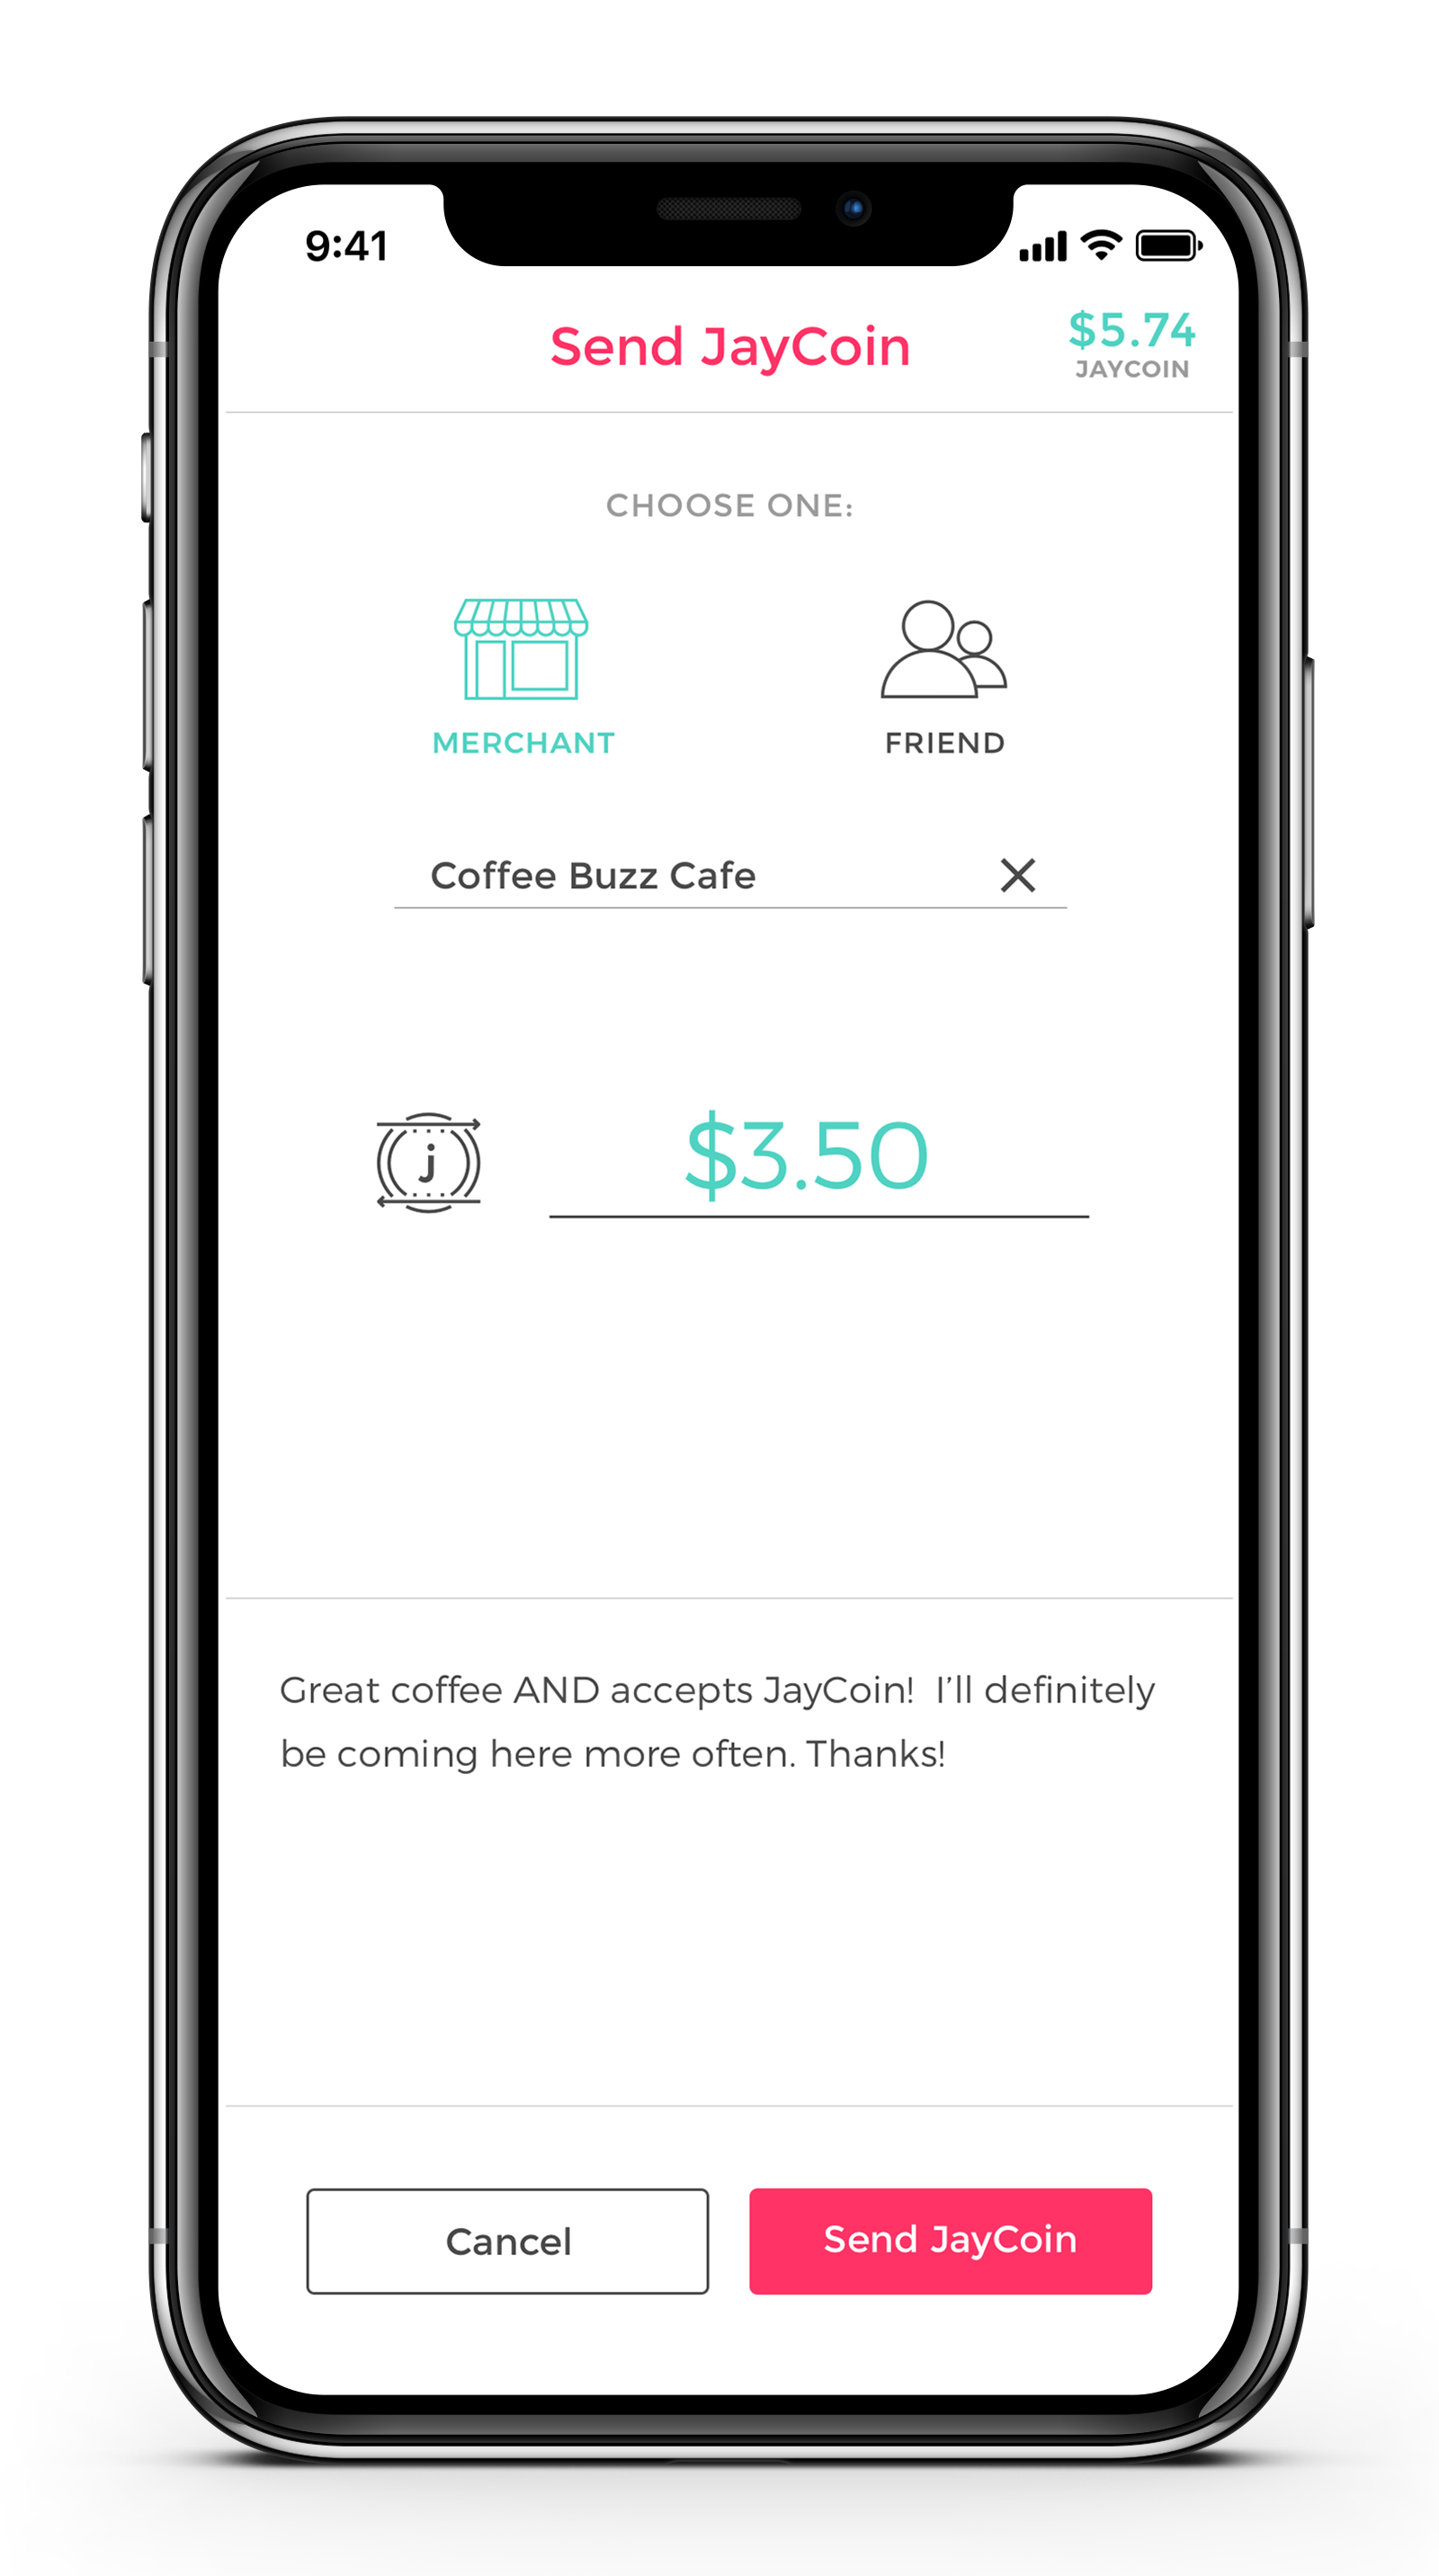 9:41
Send JayCoin
$5.74
JAYCOIN
CHOOSE ONE:
MERCHANT
FRIEND
Coffee Buzz Cafe
j
$3.50
Great coffee AND accepts JayCoin!  I’ll definitely
be coming here more often. Thanks!
Cancel
Send JayCoin